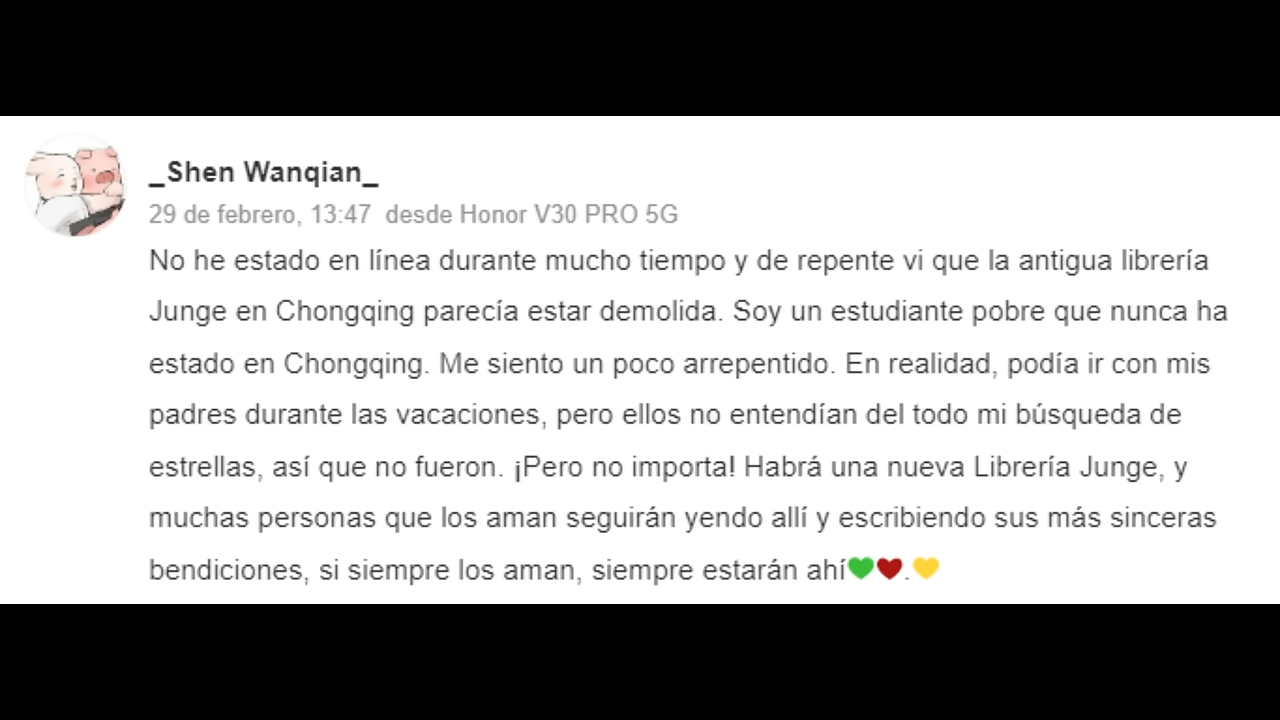 _Shen Wanqian_
29 de febrero, 13:47 desde Honor V30 PRO 5G
No he estado en línea durante mucho tiempo y de repente vi que la antigua librería
Junge en Chongqing parecía estar demolida. Soy un estudiante pobre que nunca ha
estado en Chongqing. Me siento un poco arrepentido. En realidad, podía ir con mis
padres durante las vacaciones, pero ellos no entendían del todo mi búsqueda de
estrellas, así que no fueron. ¡Pero no importa! Habrá una nueva Librería Junge, y
muchas personas que los aman seguirán yendo allí y escribiendo sus más sinceras
bendiciones, si siempre los aman, siempre estarán ahí💚❤️.💛